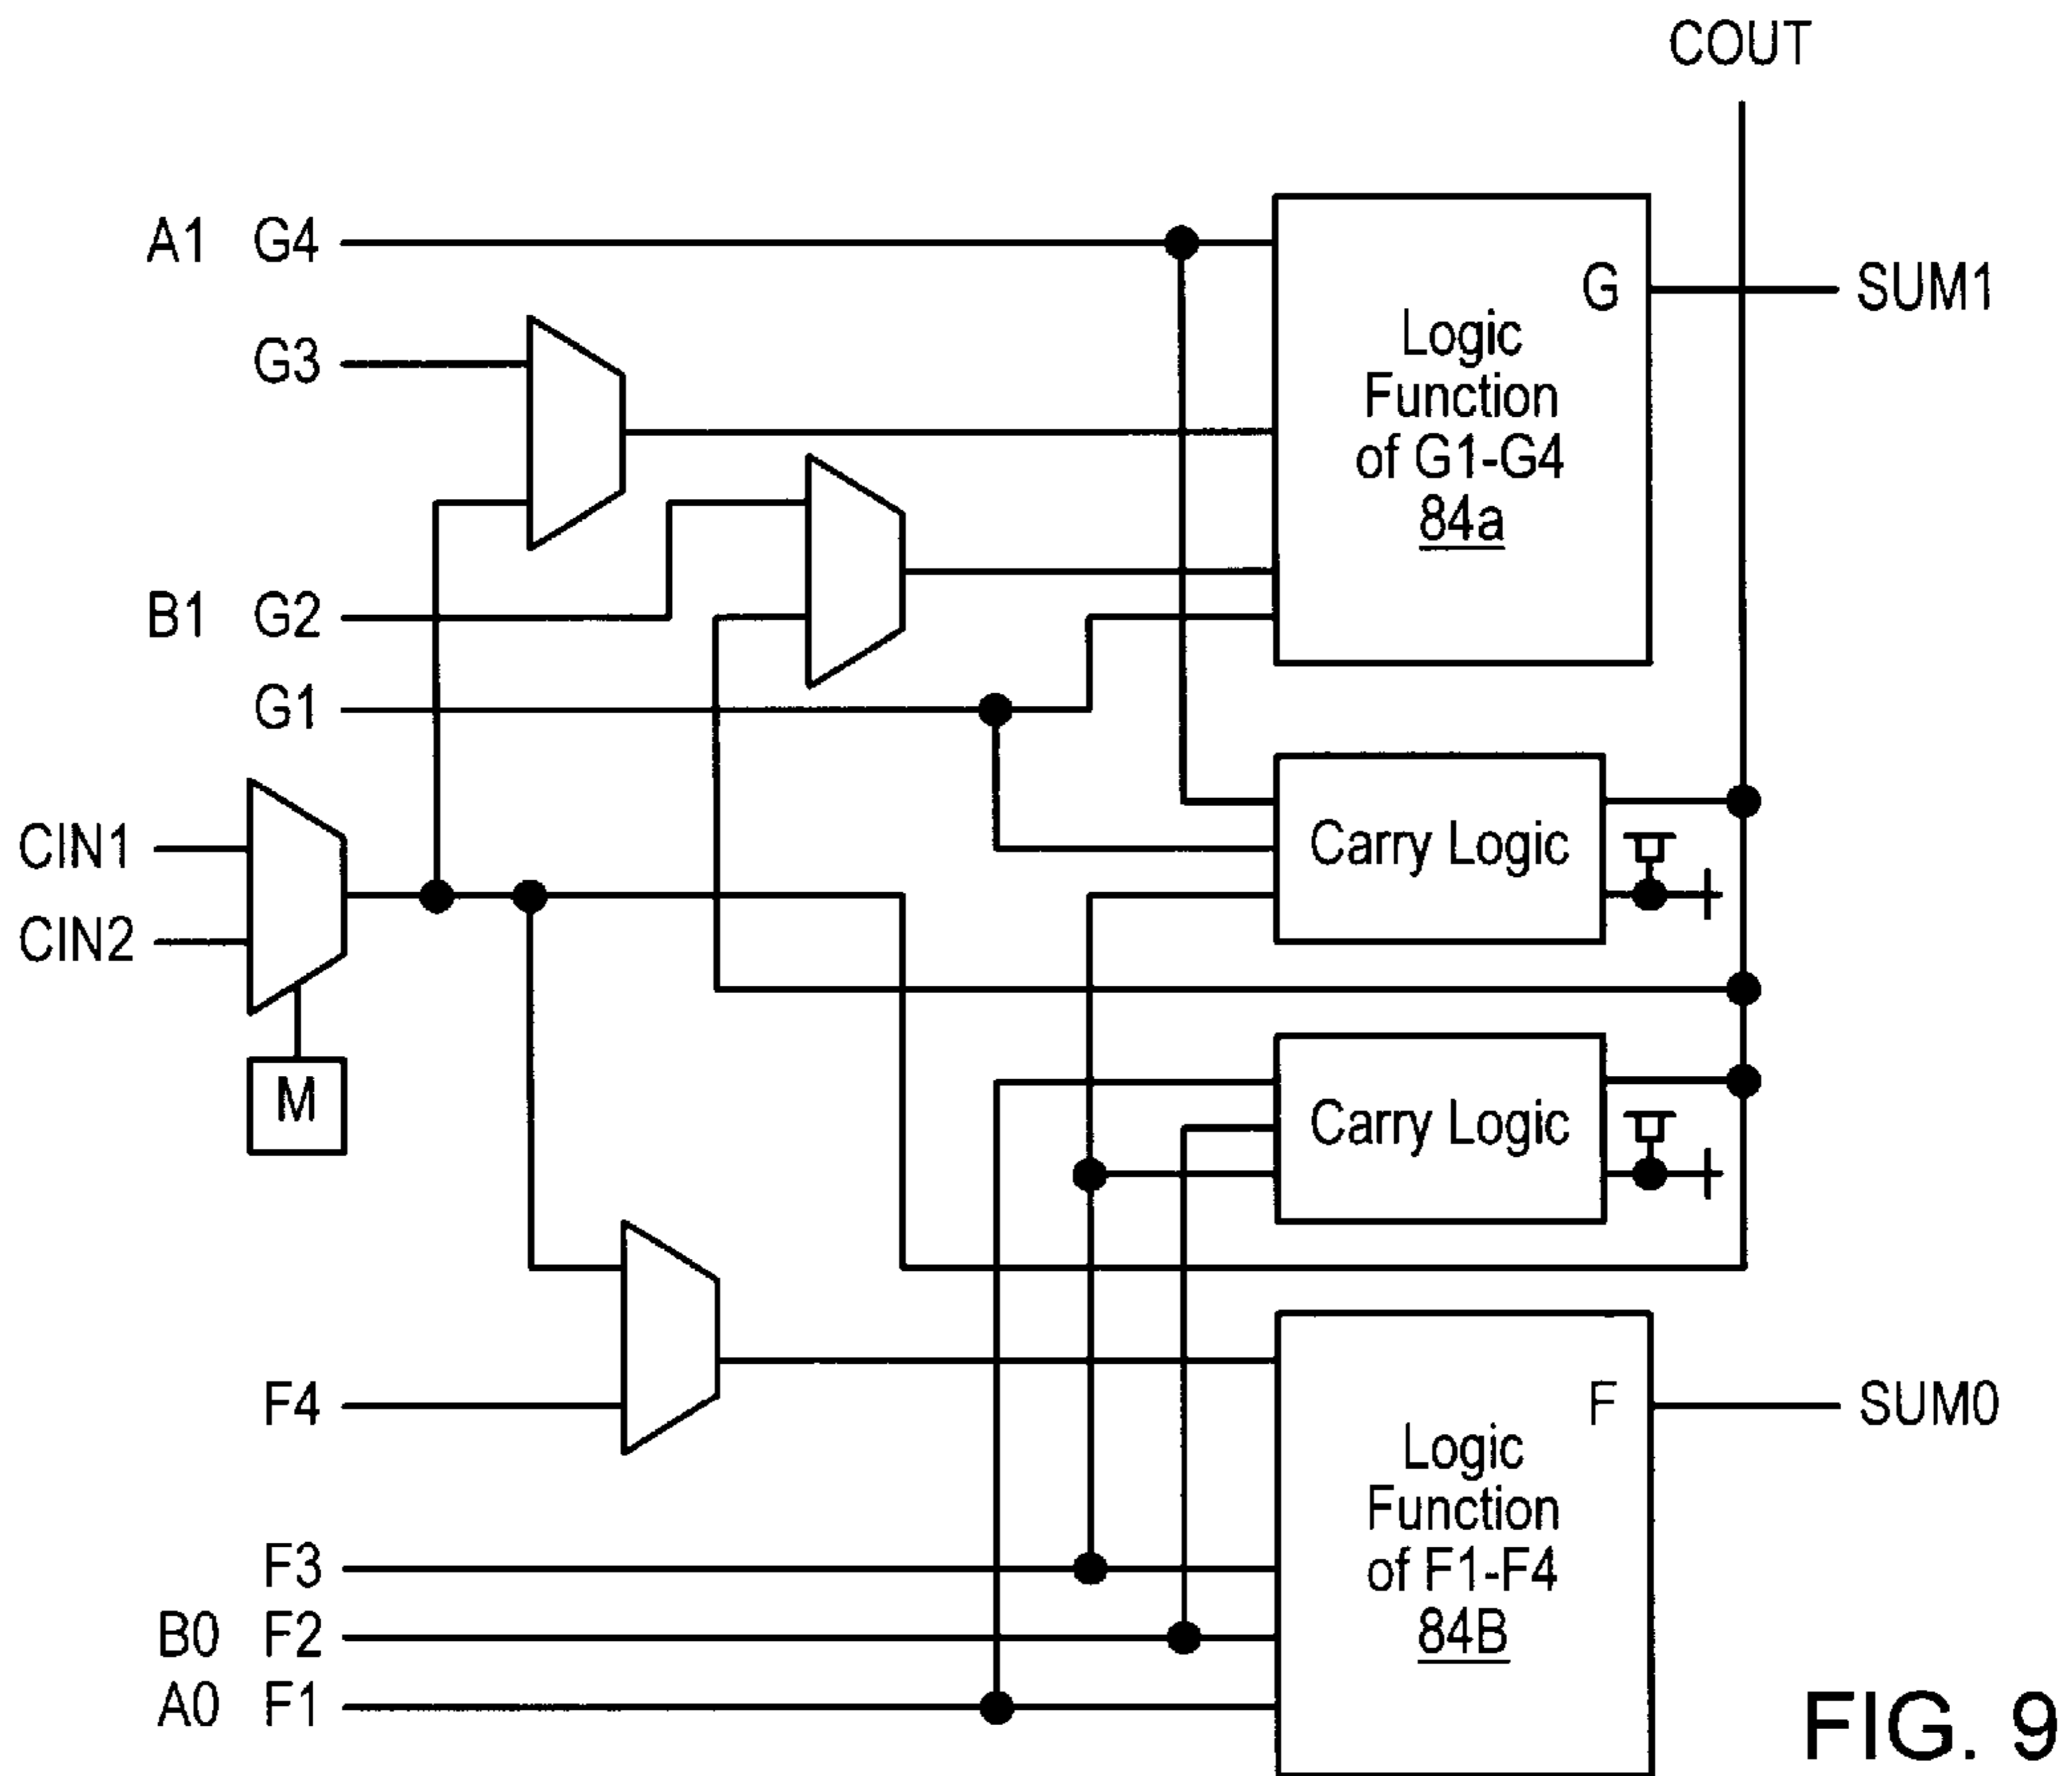 COUT
A1 G4
G SUM1
Logic
Function
of G1-G4
84a
G3
B1 G2
G1
Carry Logic
CIN1
CIN2
M
Carry Logic
F4
F SUM0
Logic
Function
of F1-F4
84B
F3
B0 F2
A0 F1
FIG. 9